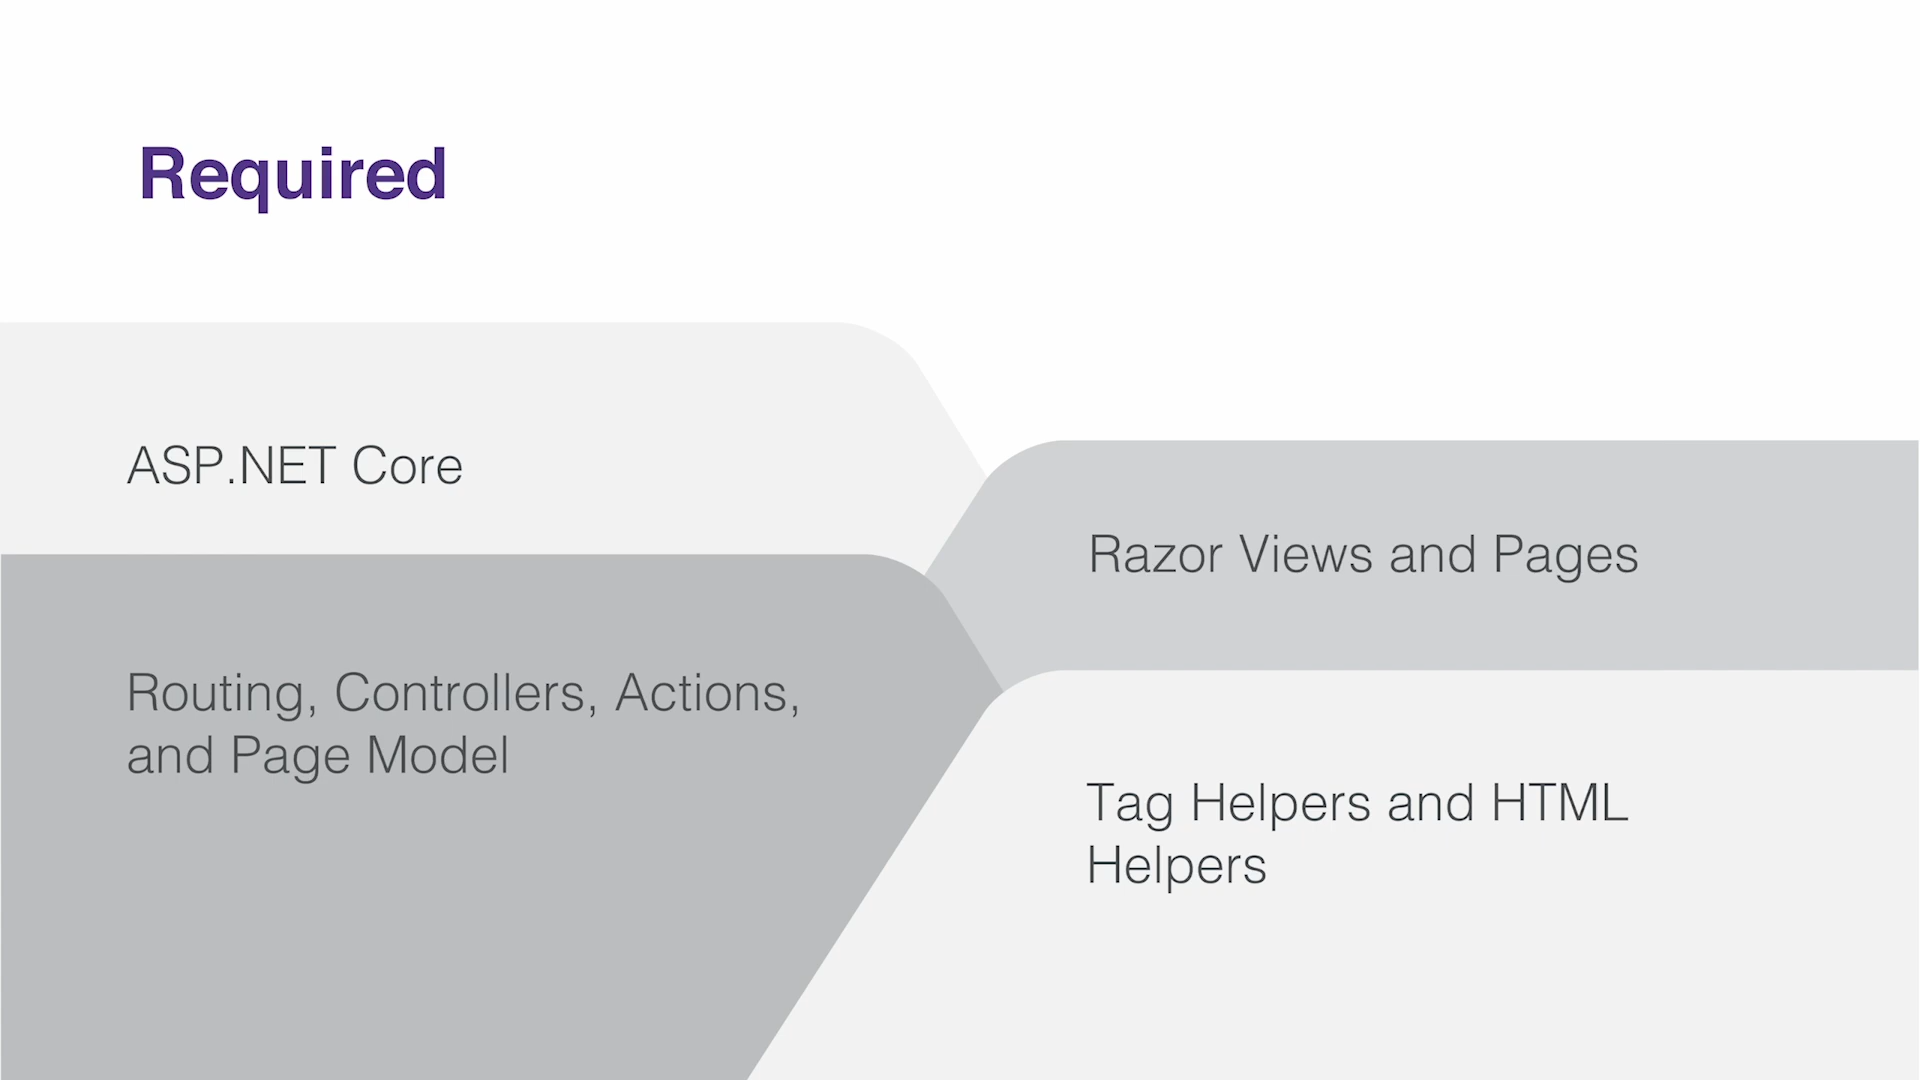 Required
ASP.NET Core
Razor Views and Pages
Routing, Controllers, Actions,
and Page Model
Tag Helpers and HTML
Helpers